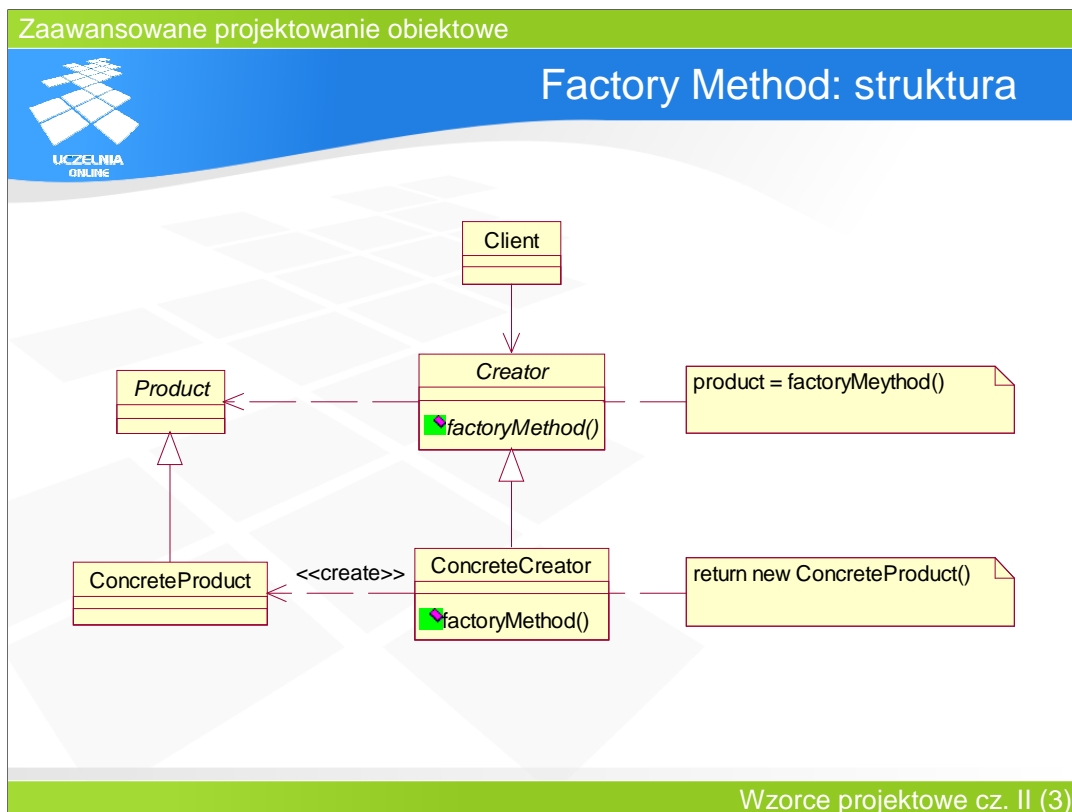 Zaawansowane projektowanie obiektowe
Factory Method: struktura
UCZELNIA
ONLINE
Client
Product
Creator
factoryMethod()
product = factoryMeythod()
ConcreteProduct
<<create>>
ConcreteCreator
factoryMethod()
return new ConcreteProduct()
Wzorce projektowe cz. II (3)